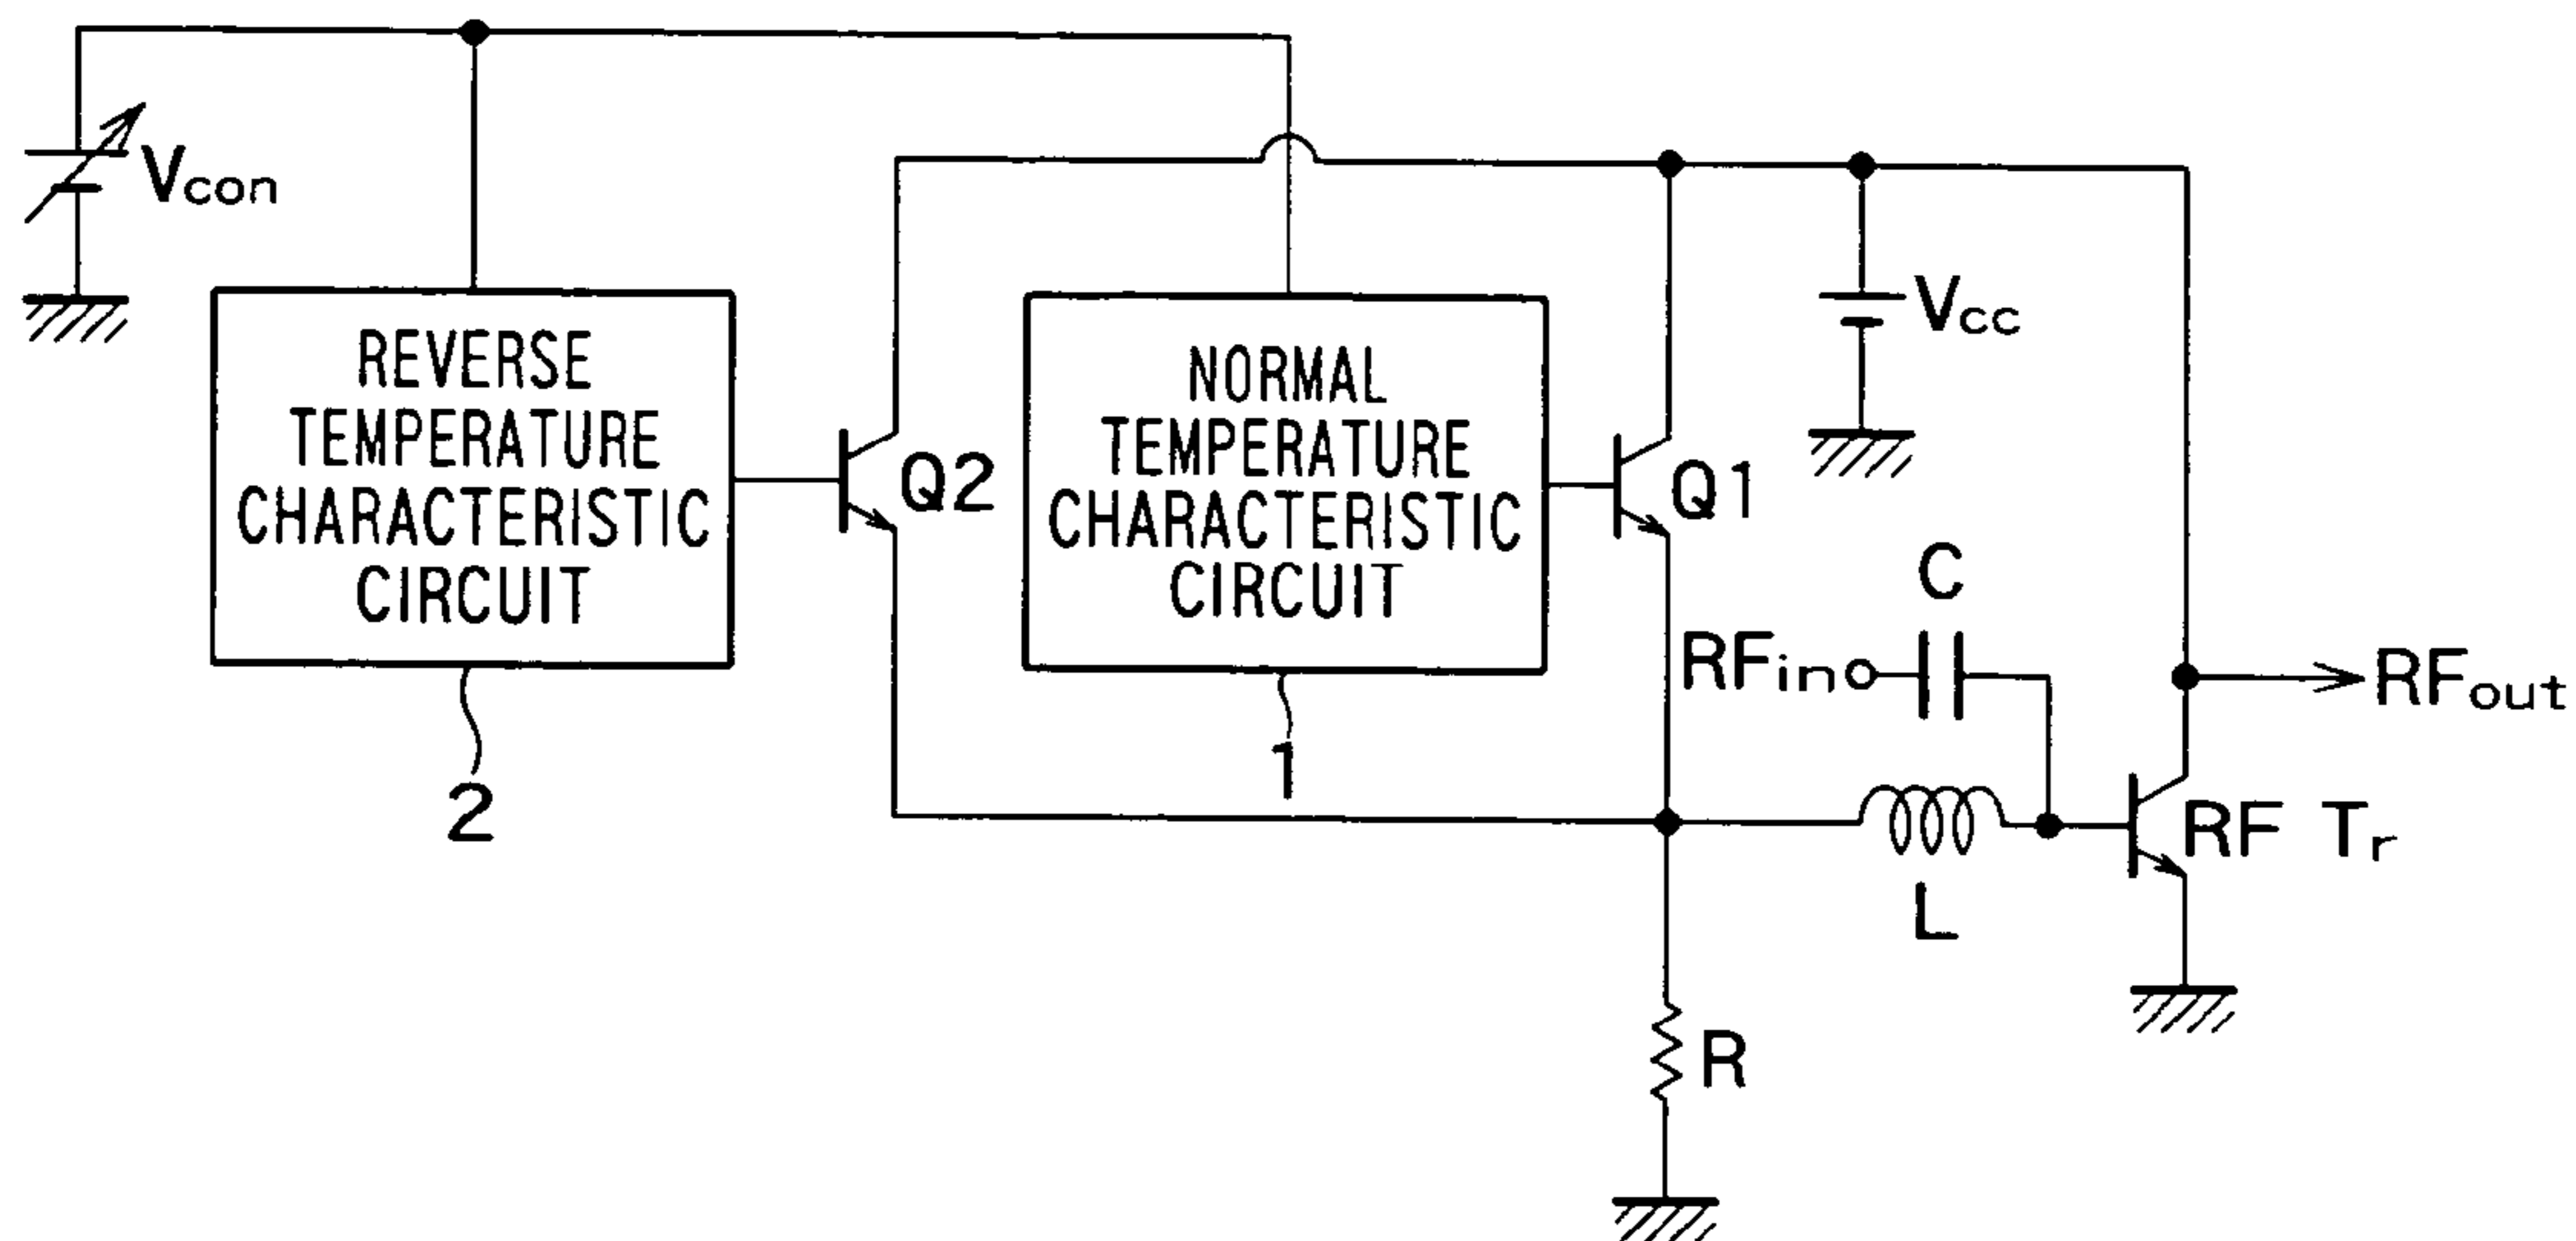 Vcon
REVERSE
TEMPERATURE
CHARACTERISTIC
CIRCUIT
2
Q2
NORMAL
TEMPERATURE
CHARACTERISTIC
CIRCUIT
1
Q1
Vcc
C
RFin
RFout
RF Tr
L
R